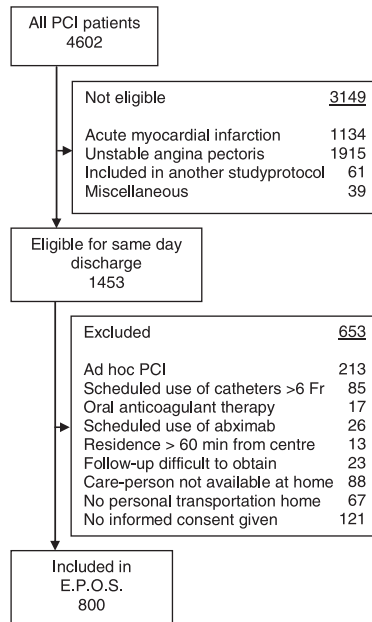 All PCI patients
4602
Not eligible 3149
Acute myocardial infarction 1134
Unstable angina pectoris 1915
Included in another studyprotocol 61
Miscellaneous 39
Eligible for same day
discharge
1453
Excluded 653
Ad hoc PCI 213
Scheduled use of catheters >6 Fr 85
Oral anticoagulant therapy 17
Scheduled use of abximab 26
Residence > 60 min from centre 13
Follow-up difficult to obtain 23
Care-person not available at home 88
No personal transportation home 67
No informed consent given 121
Included in
E.P.O.S.
800